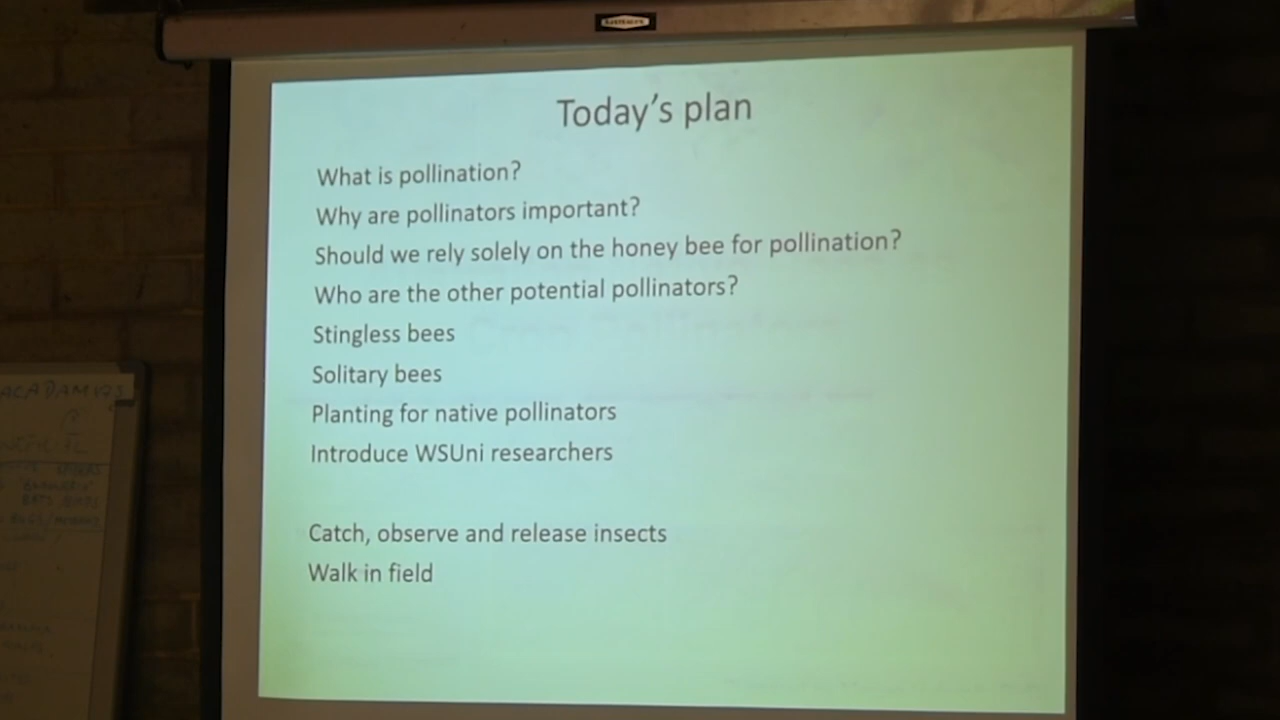 Today's plan
What is pollination?
Why are pollinators important?
Should we rely solely on the honey bee for pollination?
Who are the other potential pollinators?
Stingless bees
Solitary bees
Planting for native pollinators
Introduce WSUni researchers
Catch, observe and release insects
Walk in field